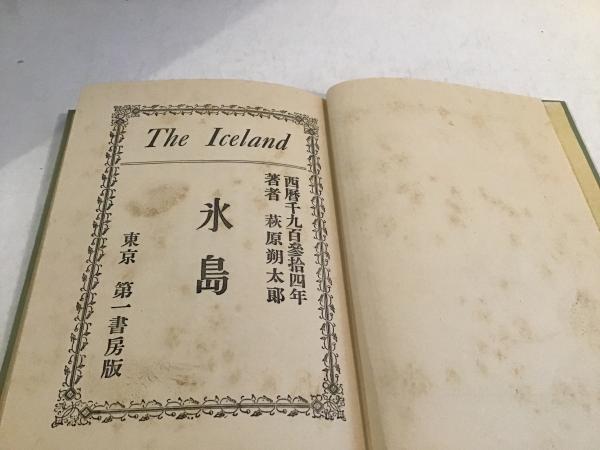 The Iceland
西暦千九百參拾四年
著者 萩原朔太郎
氷島
東京 第一書房版